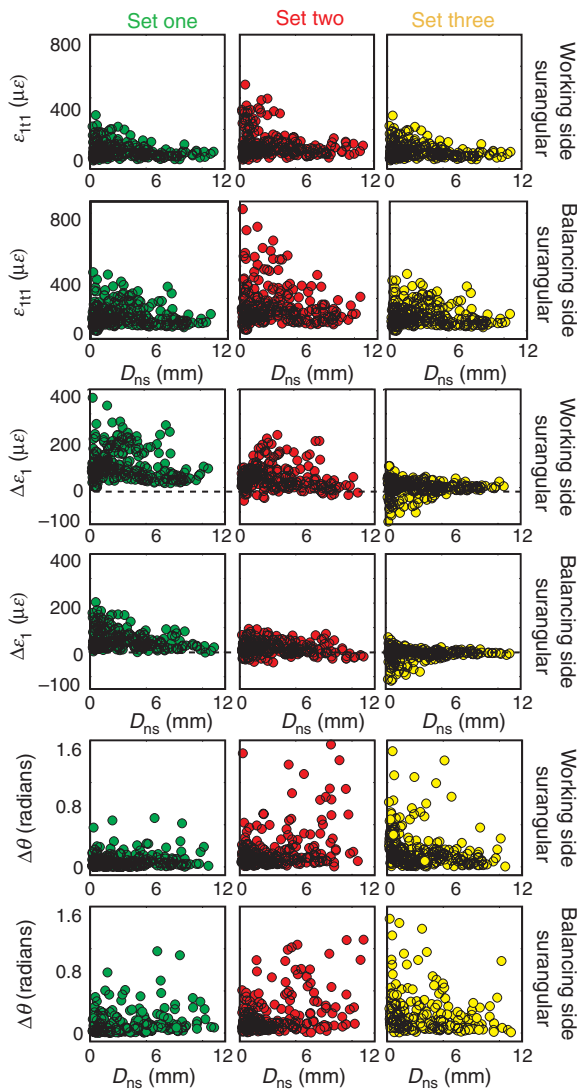 Set one Set two Set three
800
400
0
ε1t1 (με)
0 6 12 0 6 12 0 6 12
Working side
surangular
800
400
0
ε1t1 (με)
0 6 12 0 6 12 0 6 12
Dns (mm) Dns (mm) Dns (mm)
Balancing side
surangular
400
200
0
−100
Δε1 (με)
0 6 12 0 6 12 0 6 12
Working side
surangular
400
200
0
−100
Δε1 (με)
0 6 12 0 6 12 0 6 12
Dns (mm) Dns (mm) Dns (mm)
Balancing side
surangular
1.6
0.8
0
Δθ (radians)
0 6 12 0 6 12 0 6 12
Working side
surangular
1.6
0.8
0
Δθ (radians)
0 6 12 0 6 12 0 6 12
Dns (mm) Dns (mm) Dns (mm)
Balancing side
surangular